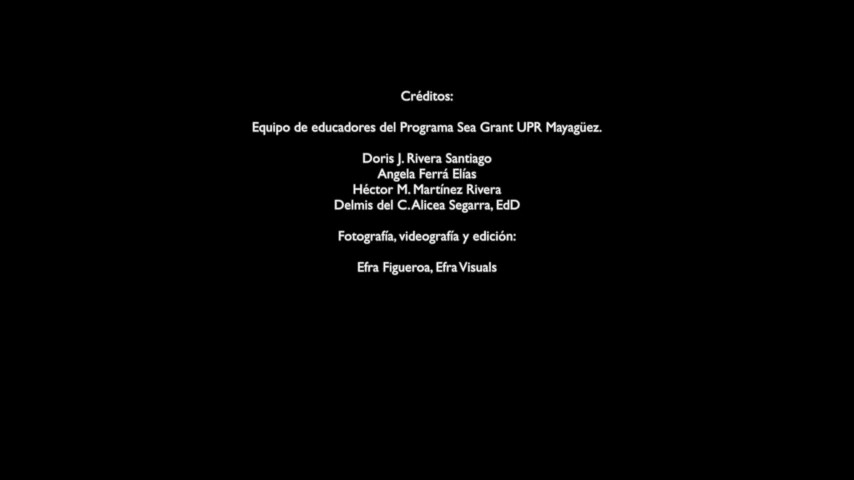 Créditos:
Equipo de educadores del Programa Sea Grant UPR Mayagüez.
Doris J. Rivera Santiago
Angela Ferrá Elías
Héctor M. Martínez Rivera
Delmis del C. Alicea Segarra, EdD
Fotografía, videografía y edición:
Efra Figueroa, Efra Visuals